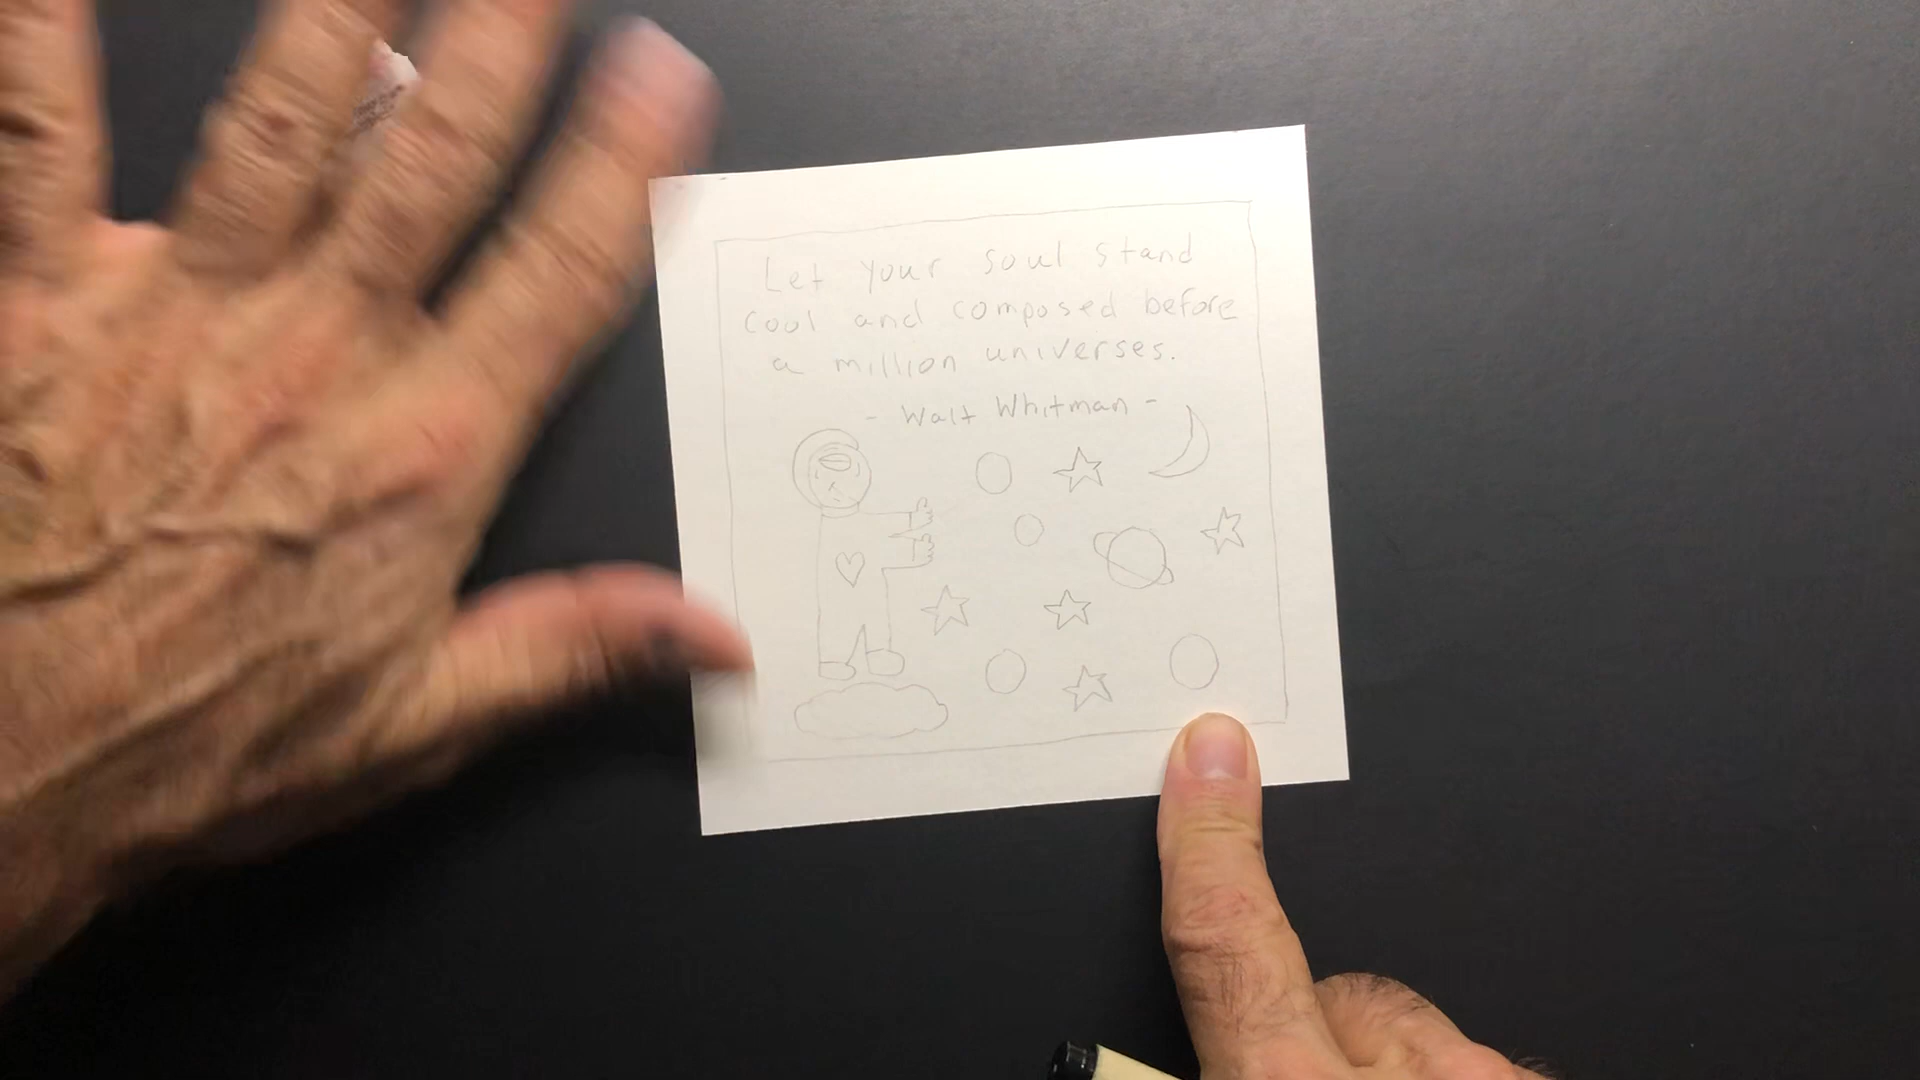 Let your soul stand
cool and composed before
a million universes.
- Walt Whitman -